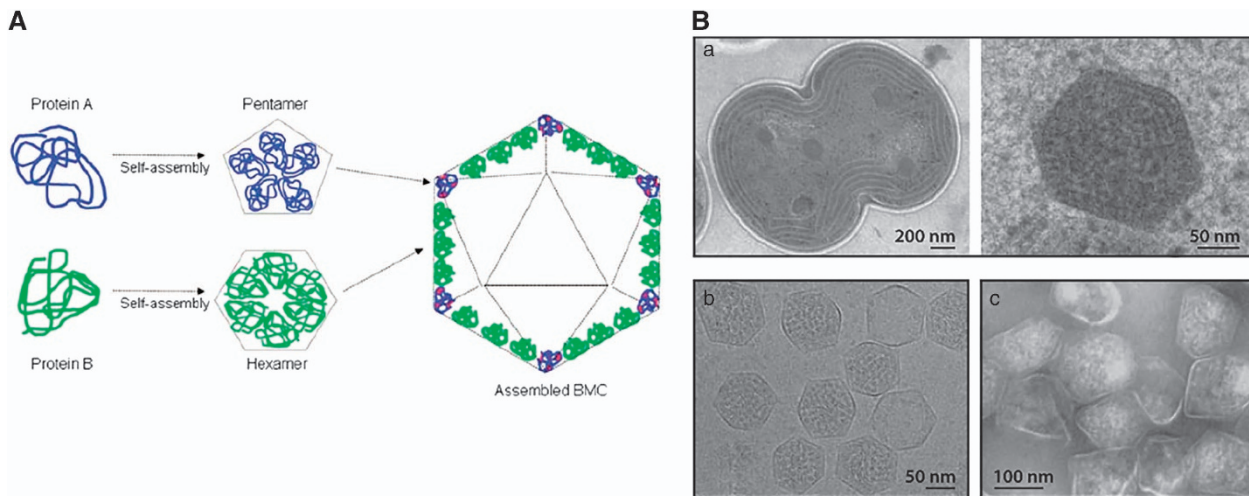 A
Protein A
Self-assembly
Pentamer
Protein B
Self-assembly
Hexamer
Assembled BMC
B
a
200 nm
50 nm
b
50 nm
c
100 nm